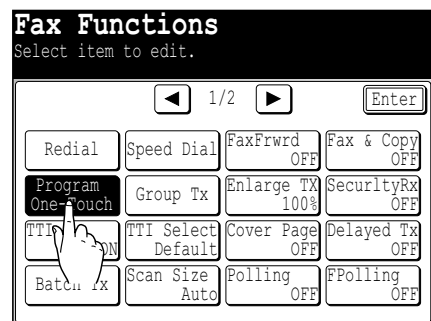 Fax Functions
Select item to edit.
1/2
Enter
Redial
Speed Dial
FaxFrwrd
OFF
Fax & Copy
OFF
Program
One-Touch
Group Tx
Enlarge TX
100%
SecurltyRx
OFF
TTI
ON
TTI Select
Default
Cover Page
OFF
Delayed Tx
OFF
Batch Tx
Scan Size
Auto
Polling
OFF
FPolling
OFF